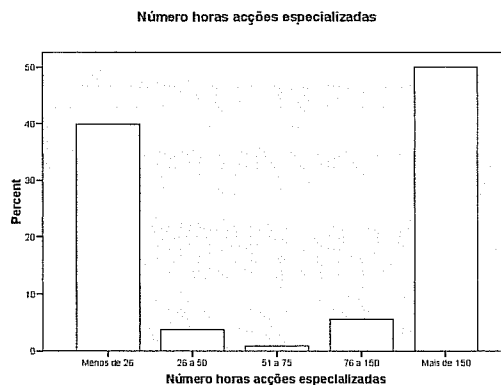 Número horas acções especializadas
Percent
50
40
30
20
10
0
Menos de 26
26 a 50
51 a 75
76 a 150
Mais de 150
Número horas acções especializadas